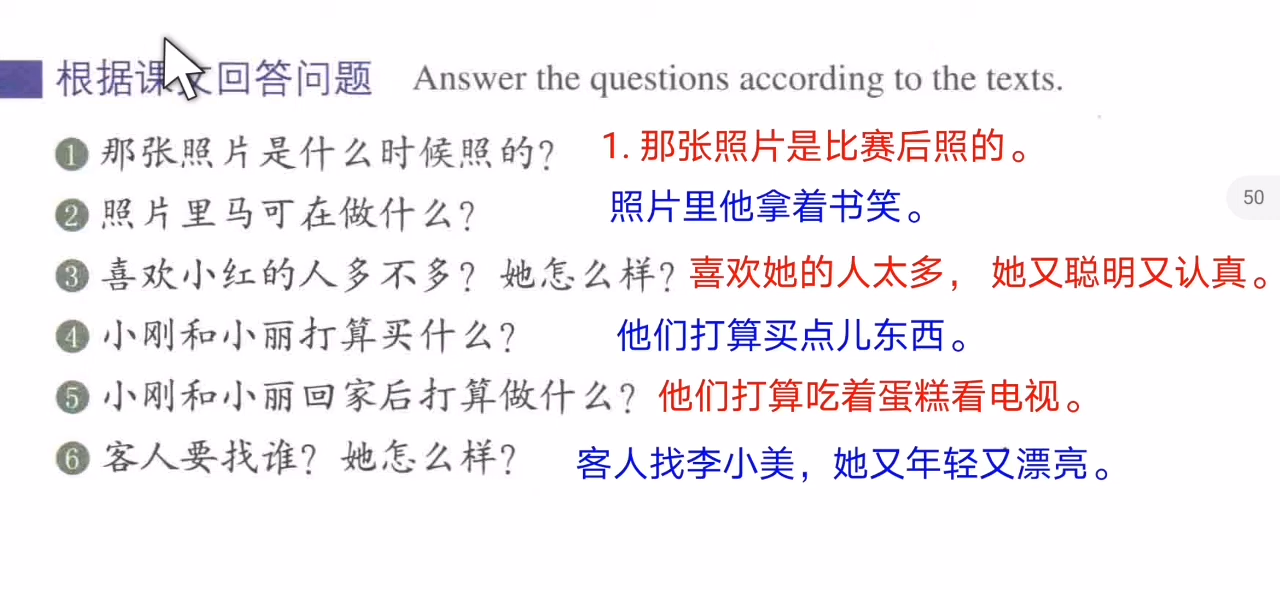 根据课文回答问题 Answer the questions according to the texts.
1 那张照片是什么时候照的? 1. 那张照片是比赛后照的。
2 照片里马可在做什么? 照片里他拿着书笑。
50
3 喜欢小红的人多不多? 她怎么样? 喜欢她的人太多, 她又聪明又认真。
4 小刚和小丽打算买什么? 他们打算买点儿东西。
5 小刚和小丽回家后打算做什么? 他们打算吃着蛋糕看电视。
6 客人要找谁? 她怎么样? 客人找李小美，她又年轻又漂亮。